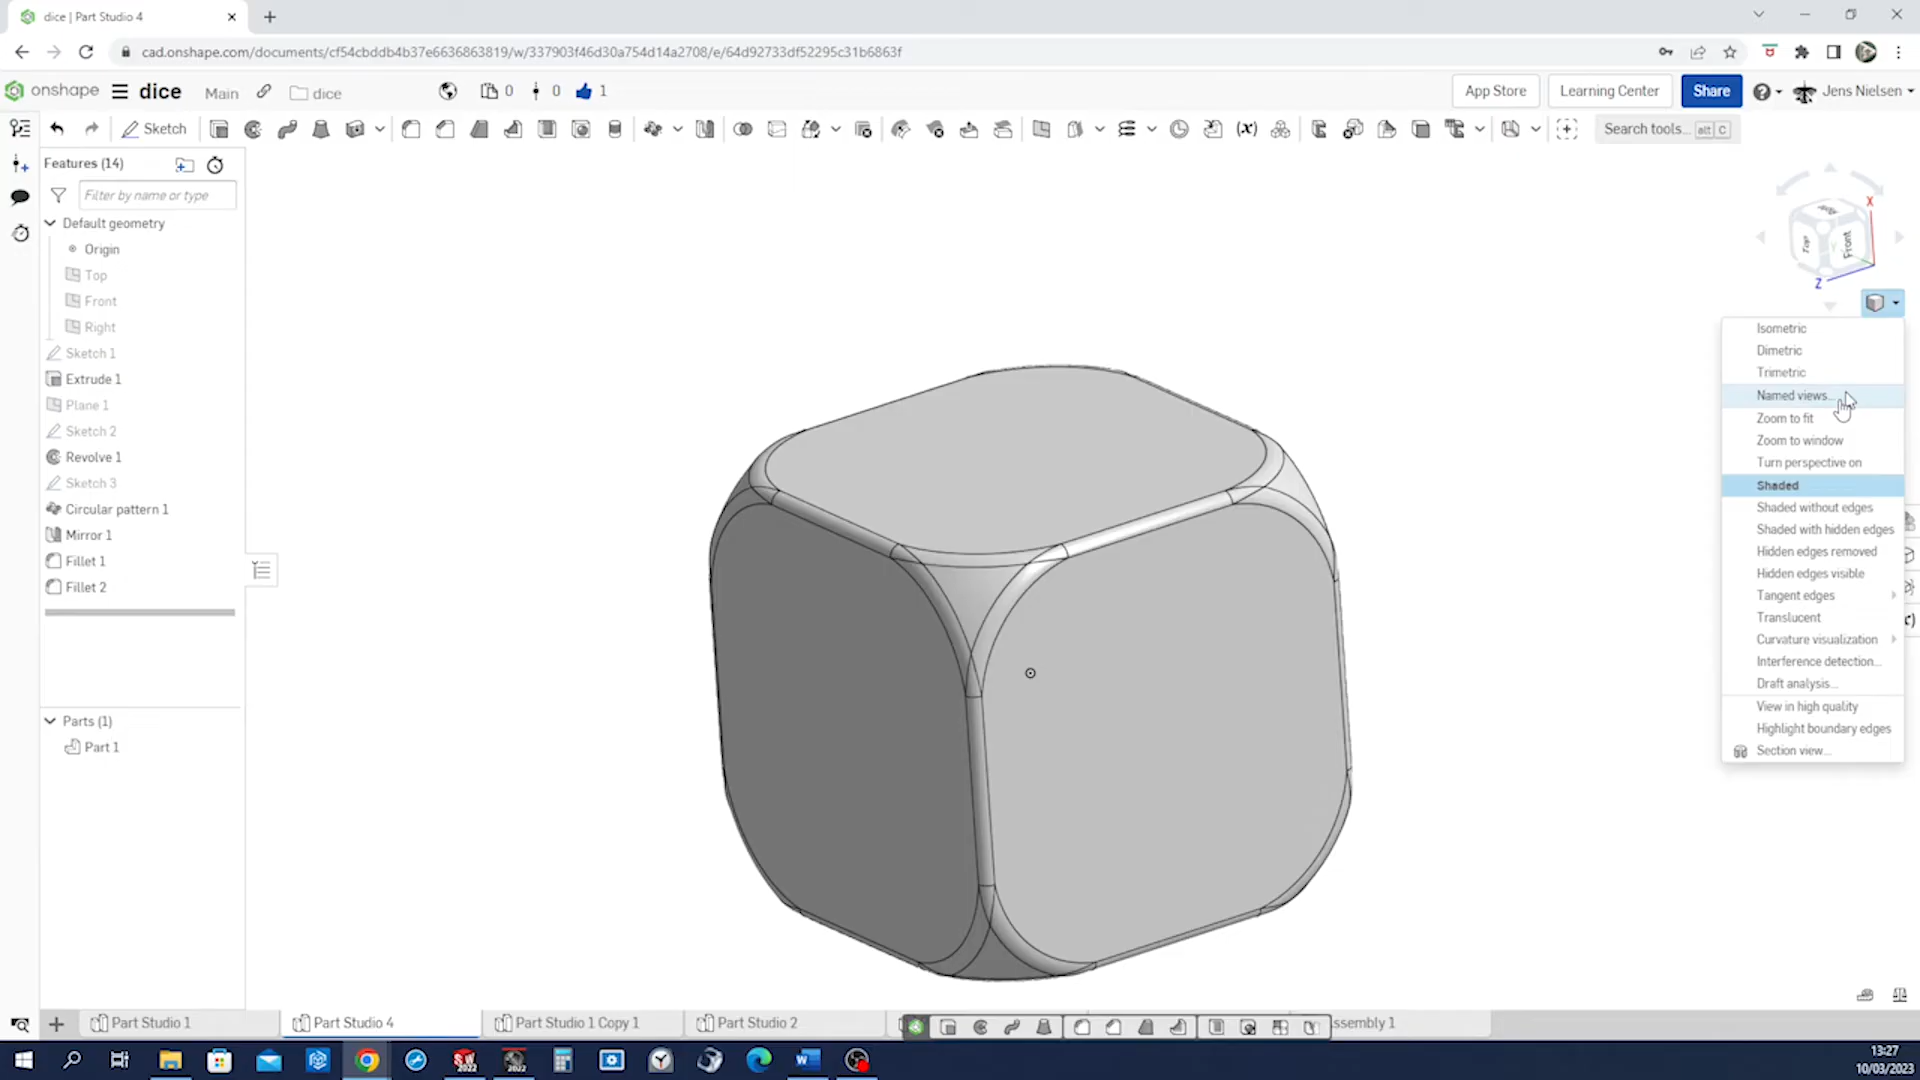 dice | Part Studio 4
cad.onshape.com/documents/cf54cbddb4b37e6636863819/w/337903f46d30a754d14a2708/e/64d92733df52295c31b6863f
onshape
dice
Main
dice
0
0
1
App Store
Learning Center
Share
Jens Nielsen
Sketch
Search tools...
alt C
Features (14)
Filter by name or type
Default geometry
Origin
Top
Front
Right
Sketch 1
Extrude 1
Plane 1
Sketch 2
Revolve 1
Sketch 3
Circular pattern 1
Mirror 1
Fillet 1
Fillet 2
Parts (1)
Part 1
X
Top
Front
Z
Isometric
Dimetric
Trimetric
Named views...
Zoom to fit
Zoom to window
Turn perspective on
Shaded
Shaded without edges
Shaded with hidden edges
Hidden edges removed
Hidden edges visible
Tangent edges
Translucent
Curvature visualization
Interference detection...
Draft analysis...
View in high quality
Highlight boundary edges
Section view...
Part Studio 1
Part Studio 4
Part Studio 1 Copy 1
Part Studio 2
ssembly 1
SW
2022
2022
13:27
10/03/2023